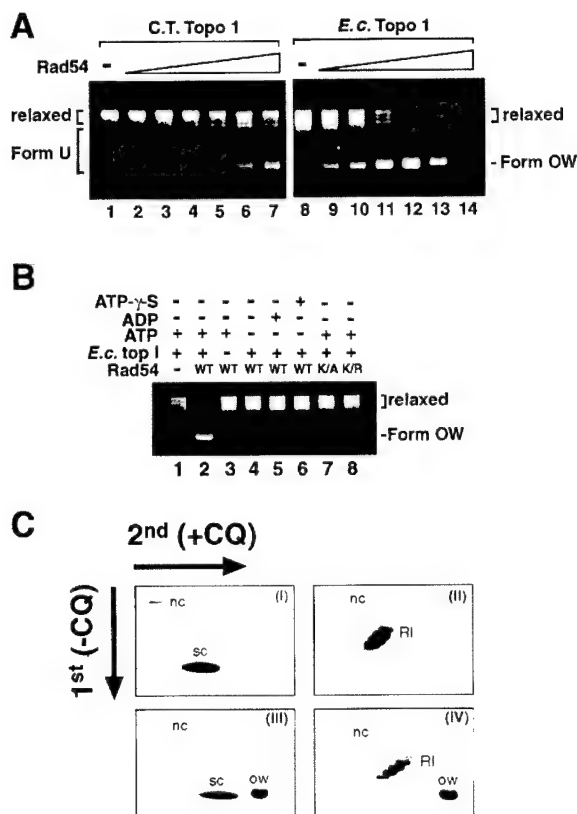 A
C.T. Topo 1 E.c. Topo 1
Rad54 - -
relaxed relaxed
Form U
- Form OW
1 2 3 4 5 6 7 8 9 10 11 12 13 14
B
ATP-γ-S - - - - - + - -
ADP - - - - + - - -
ATP + + + - - - + +
E.c. top I + + - + + + + +
Rad54 - WT WT WT WT WT K/A K/R
relaxed
-Form OW
1 2 3 4 5 6 7 8
C
2nd (+CQ)
1st (-CQ)
nc (I)
sc
nc (II)
RI
nc (III)
sc ow
nc (IV)
RI
ow